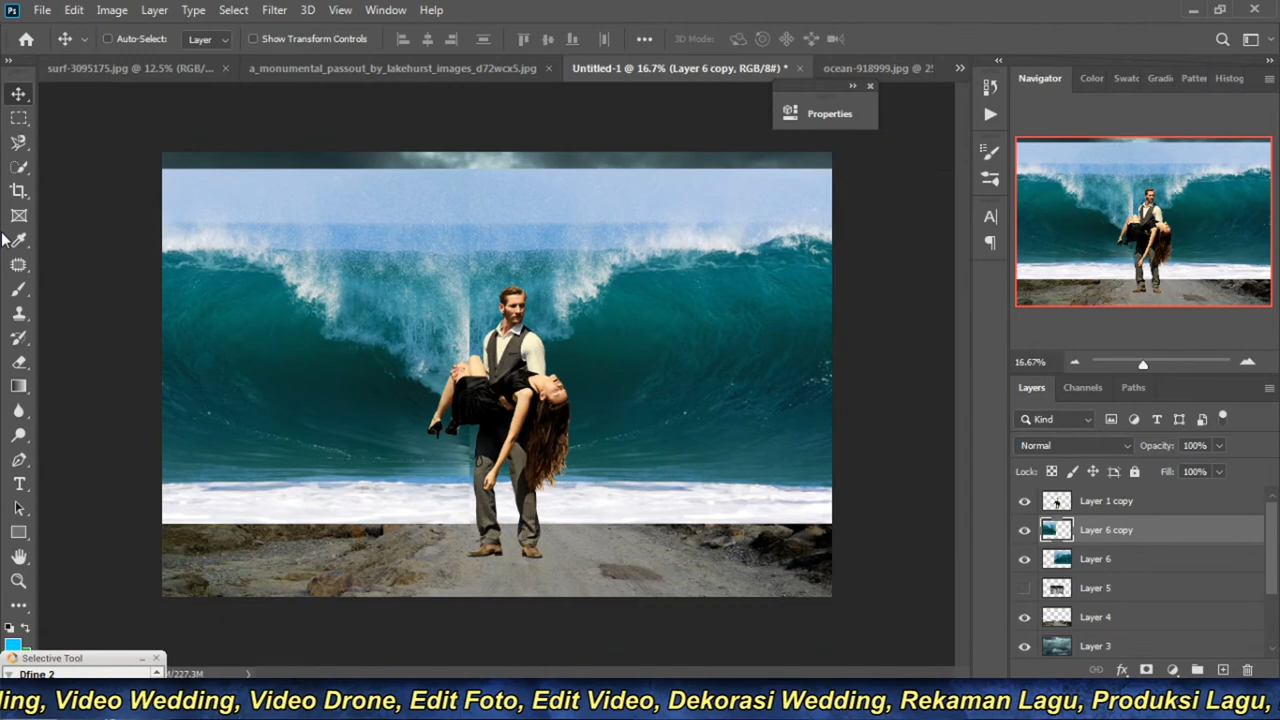 Ps File Edit Image Layer Type Select Filter 3D View Window Help
Auto-Select: Layer Show Transform Controls 3D Mode:
surf-3095175.jpg @ 12.5% (RGB/... × a_monumental_passout_by_lakehurst_images_d72wcx5.jpg × Untitled-1 @ 16.7% (Layer 6 copy, RGB/8#) * × ocean-918999.jpg @ 2!
Properties
Navigator Color Swatc Gradi Patter Histog
16.67%
Layers Channels Paths
Kind
Normal Opacity: 100%
Lock: Fill: 100%
Layer 1 copy
Layer 6 copy
Layer 6
Layer 5
Layer 4
Layer 3
Selective Tool
Dfine 2
M/227.3M
ding, Video Wedding, Video Drone, Edit Foto, Edit Video, Dekorasi Wedding, Rekaman Lagu, Produksi Lagu,